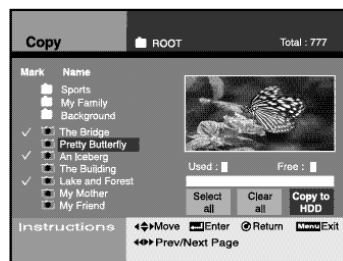 Copy
ROOT
Total : 777
Mark Name
Sports
My Family
Background
The Bridge
Pretty Butterfly
An Iceberg
The Building
Lake and Forest
My Mother
My Friend
Used :
Free :
Select all
Clear all
Copy to HDD
Instructions
Move Enter Return Menu Exit
Prev/Next Page